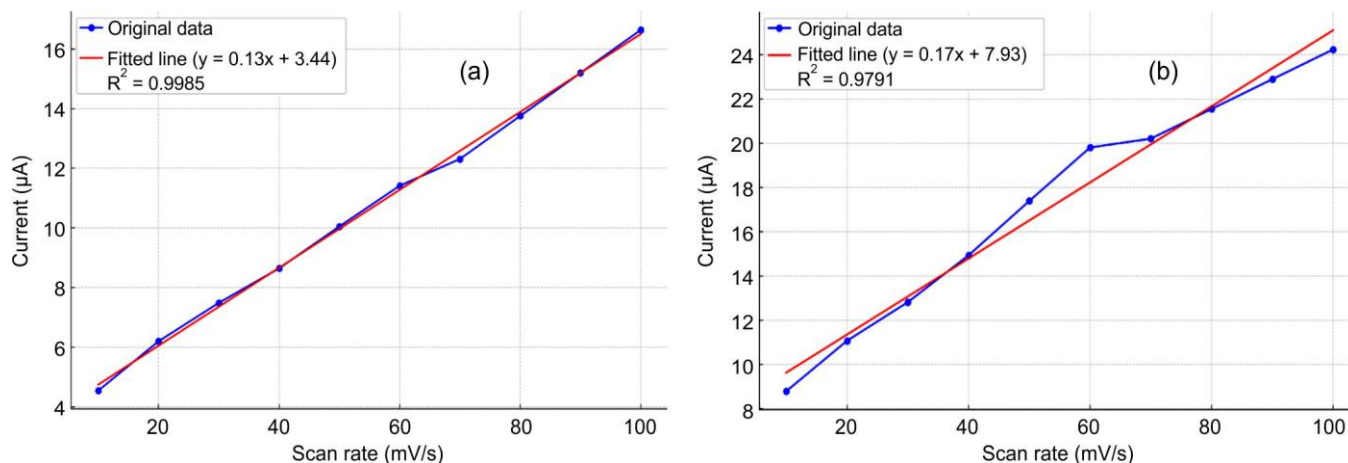 Original data
Fitted line (y = 0.13x + 3.44)
R² = 0.9985
(a)
16
14
12
10
8
6
4
Current (μA)
20 40 60 80 100
Scan rate (mV/s)
Original data
Fitted line (y = 0.17x + 7.93)
R² = 0.9791
(b)
24
22
20
18
16
14
12
10
8
Current (μA)
20 40 60 80 100
Scan rate (mV/s)